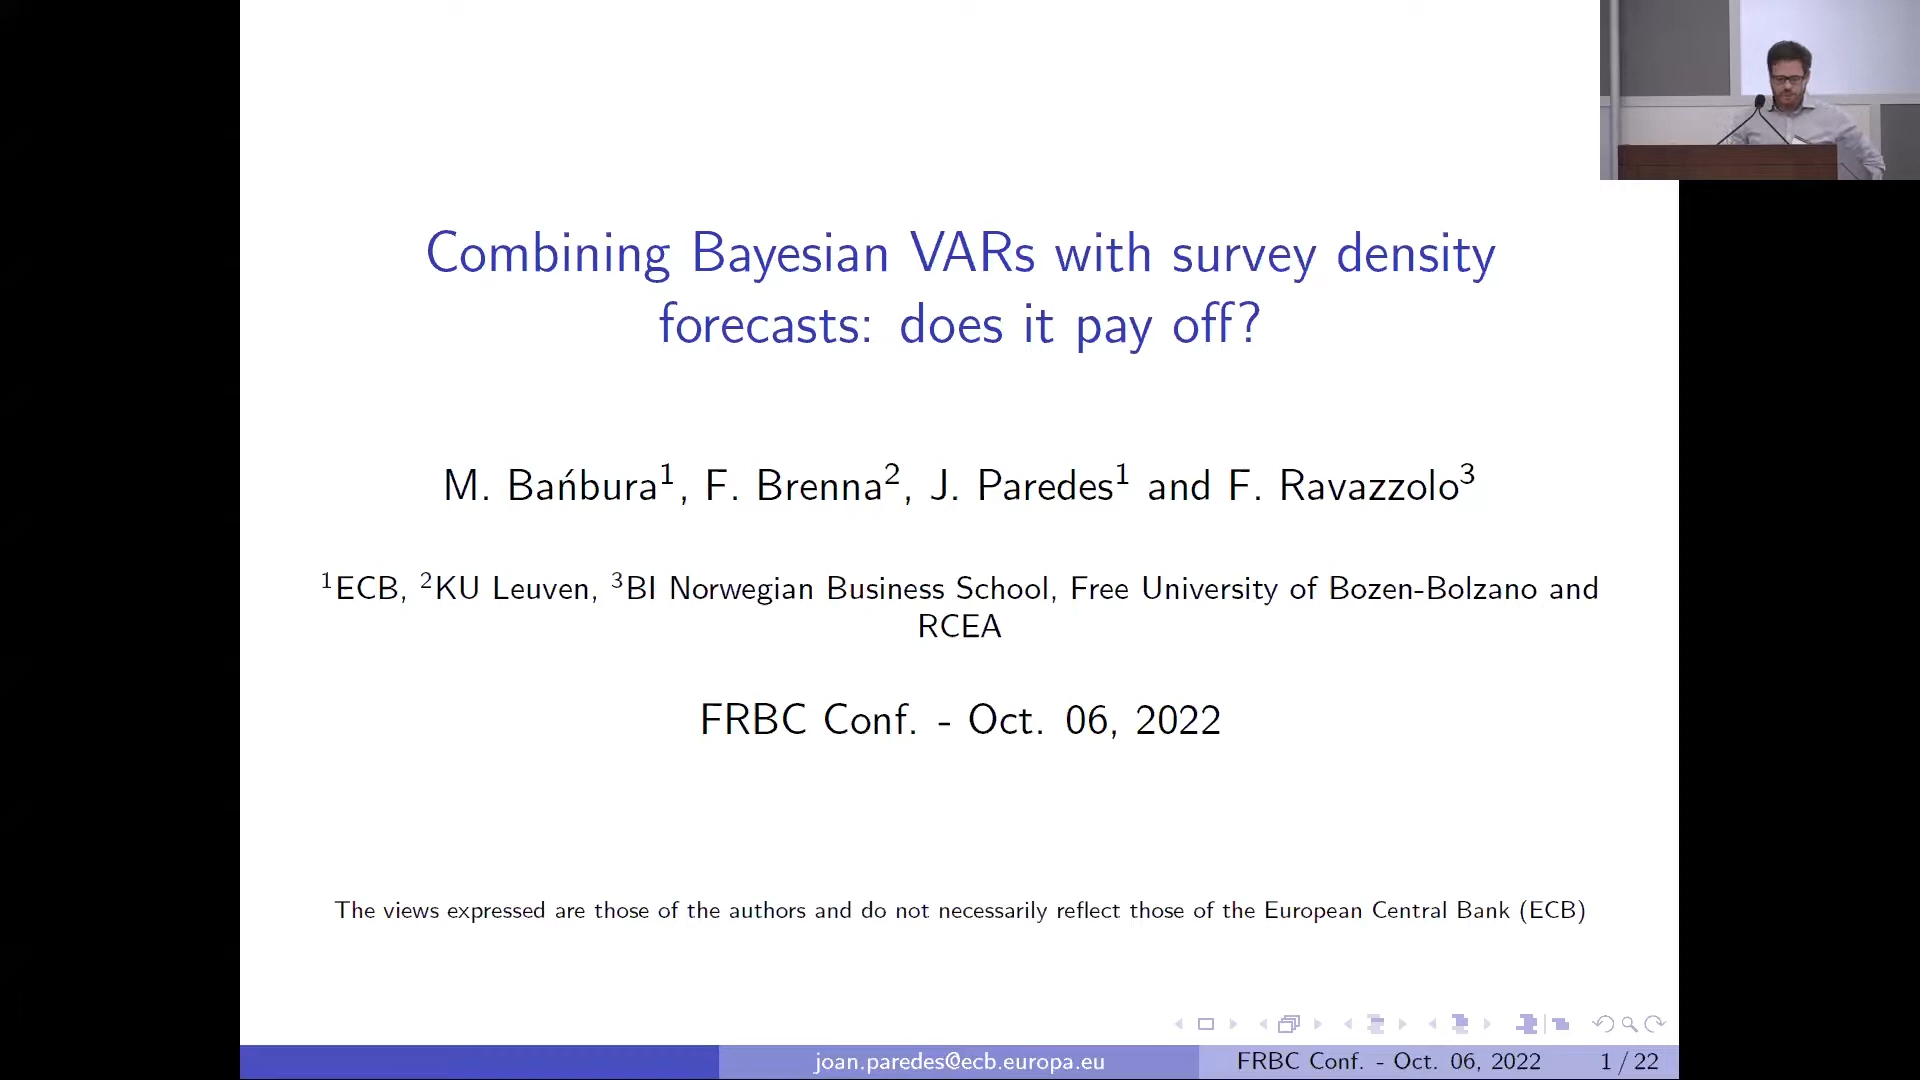 Combining Bayesian VARs with survey density
forecasts: does it pay off?
M. Bańbura¹, F. Brenna², J. Paredes¹ and F. Ravazzolo³
¹ECB, ²KU Leuven, ³BI Norwegian Business School, Free University of Bozen-Bolzano and
RCEA
FRBC Conf. - Oct. 06, 2022
The views expressed are those of the authors and do not necessarily reflect those of the European Central Bank (ECB)
joan.paredes@ecb.europa.eu FRBC Conf. - Oct. 06, 2022 1 / 22